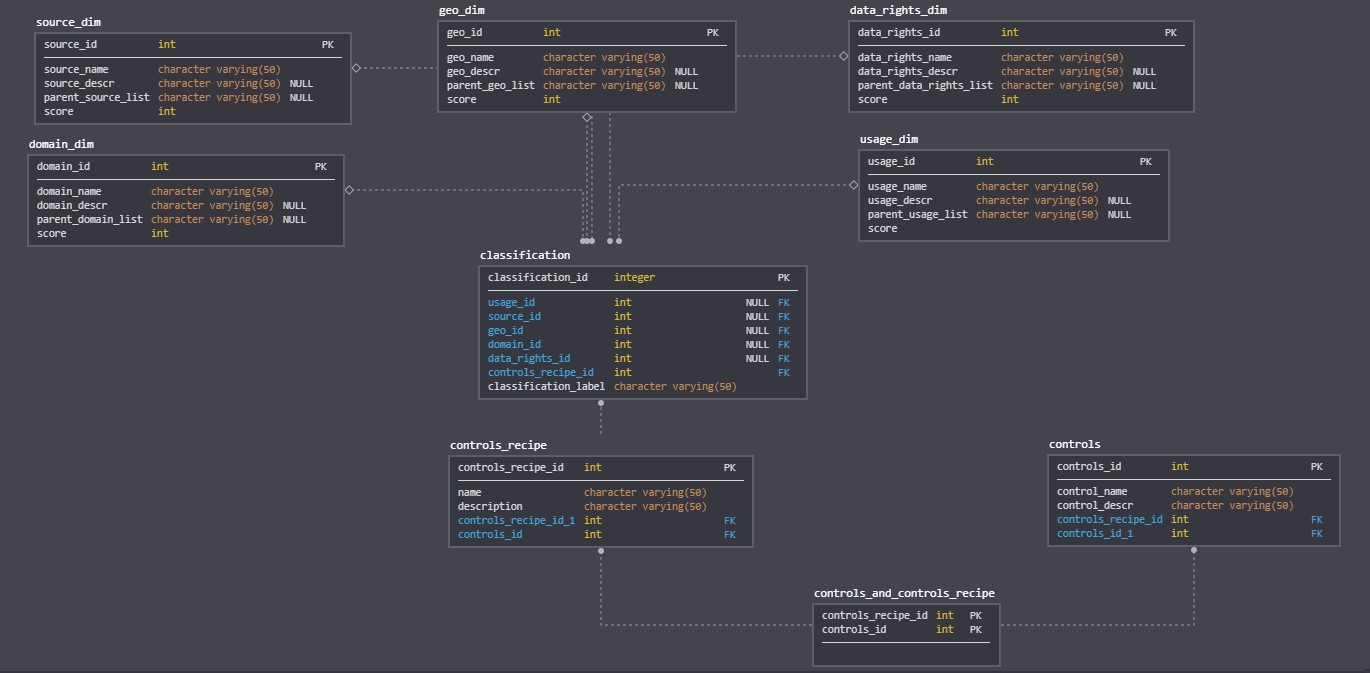 source_dim
source_id int PK
source_name character varying(50)
source_descr character varying(50) NULL
parent_source_list character varying(50) NULL
score int
geo_dim
geo_id int PK
geo_name character varying(50)
geo_descr character varying(50) NULL
parent_geo_list character varying(50) NULL
score int
data_rights_dim
data_rights_id int PK
data_rights_name character varying(50)
data_rights_descr character varying(50) NULL
parent_data_rights_list character varying(50) NULL
score int
domain_dim
domain_id int PK
domain_name character varying(50)
domain_descr character varying(50) NULL
parent_domain_list character varying(50) NULL
score int
usage_dim
usage_id int PK
usage_name character varying(50)
usage_descr character varying(50) NULL
parent_usage_list character varying(50) NULL
score
classification
classification_id integer PK
usage_id int NULL FK
source_id int NULL FK
geo_id int NULL FK
domain_id int NULL FK
data_rights_id int NULL FK
controls_recipe_id int FK
classification_label character varying(50)
controls_recipe
controls_recipe_id int PK
name character varying(50)
description character varying(50)
controls_recipe_id_1 int FK
controls_id int FK
controls
controls_id int PK
control_name character varying(50)
control_descr character varying(50)
controls_recipe_id int FK
controls_id_1 int FK
controls_and_controls_recipe
controls_recipe_id int PK
controls_id int PK